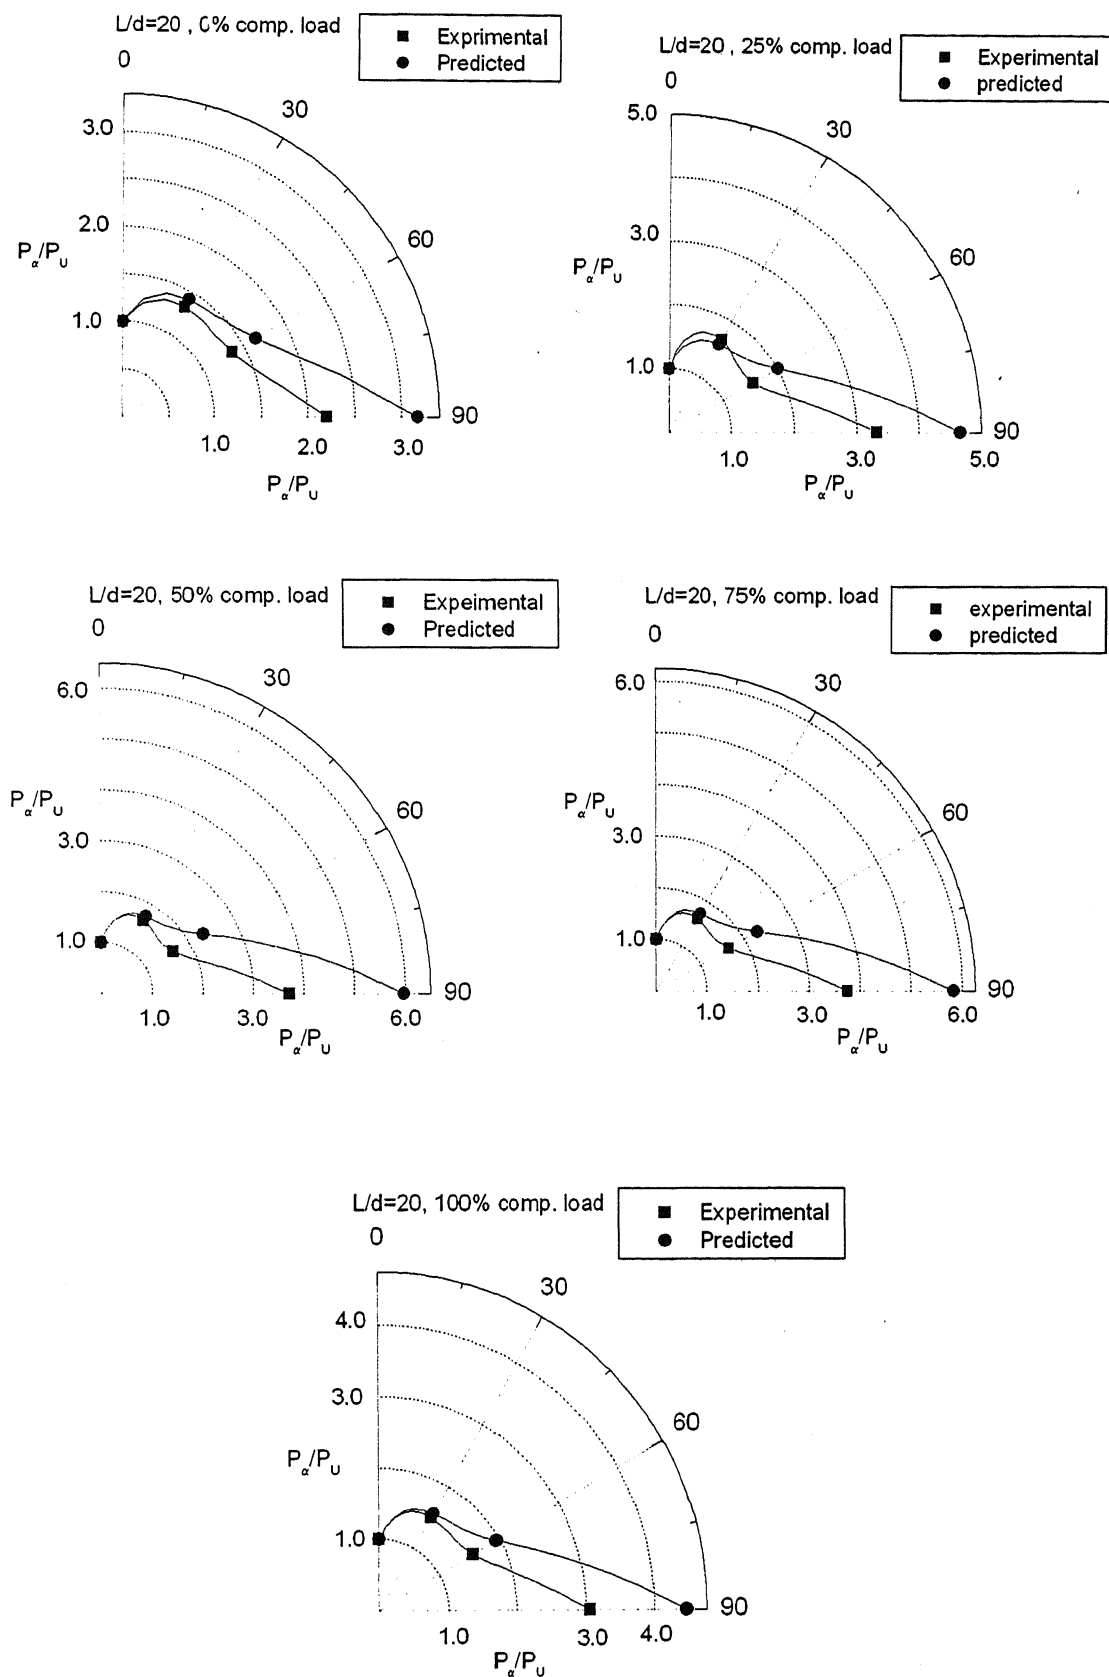 L/d=20 , 0% comp. load
Exprimental
Predicted
0
30
60
90
3.0
2.0
1.0
Pα/PU
1.0
2.0
3.0
Pα/PU
L/d=20 , 25% comp. load
Experimental
predicted
0
30
60
90
5.0
3.0
1.0
Pα/PU
1.0
3.0
5.0
Pα/PU
L/d=20, 50% comp. load
Expeimental
Predicted
0
30
60
90
6.0
3.0
1.0
Pα/PU
1.0
3.0
6.0
Pα/PU
L/d=20, 75% comp. load
experimental
predicted
0
30
60
90
6.0
3.0
1.0
Pα/PU
1.0
3.0
6.0
Pα/PU
L/d=20, 100% comp. load
Experimental
Predicted
0
30
60
90
4.0
3.0
1.0
Pα/PU
1.0
3.0
4.0
Pα/PU